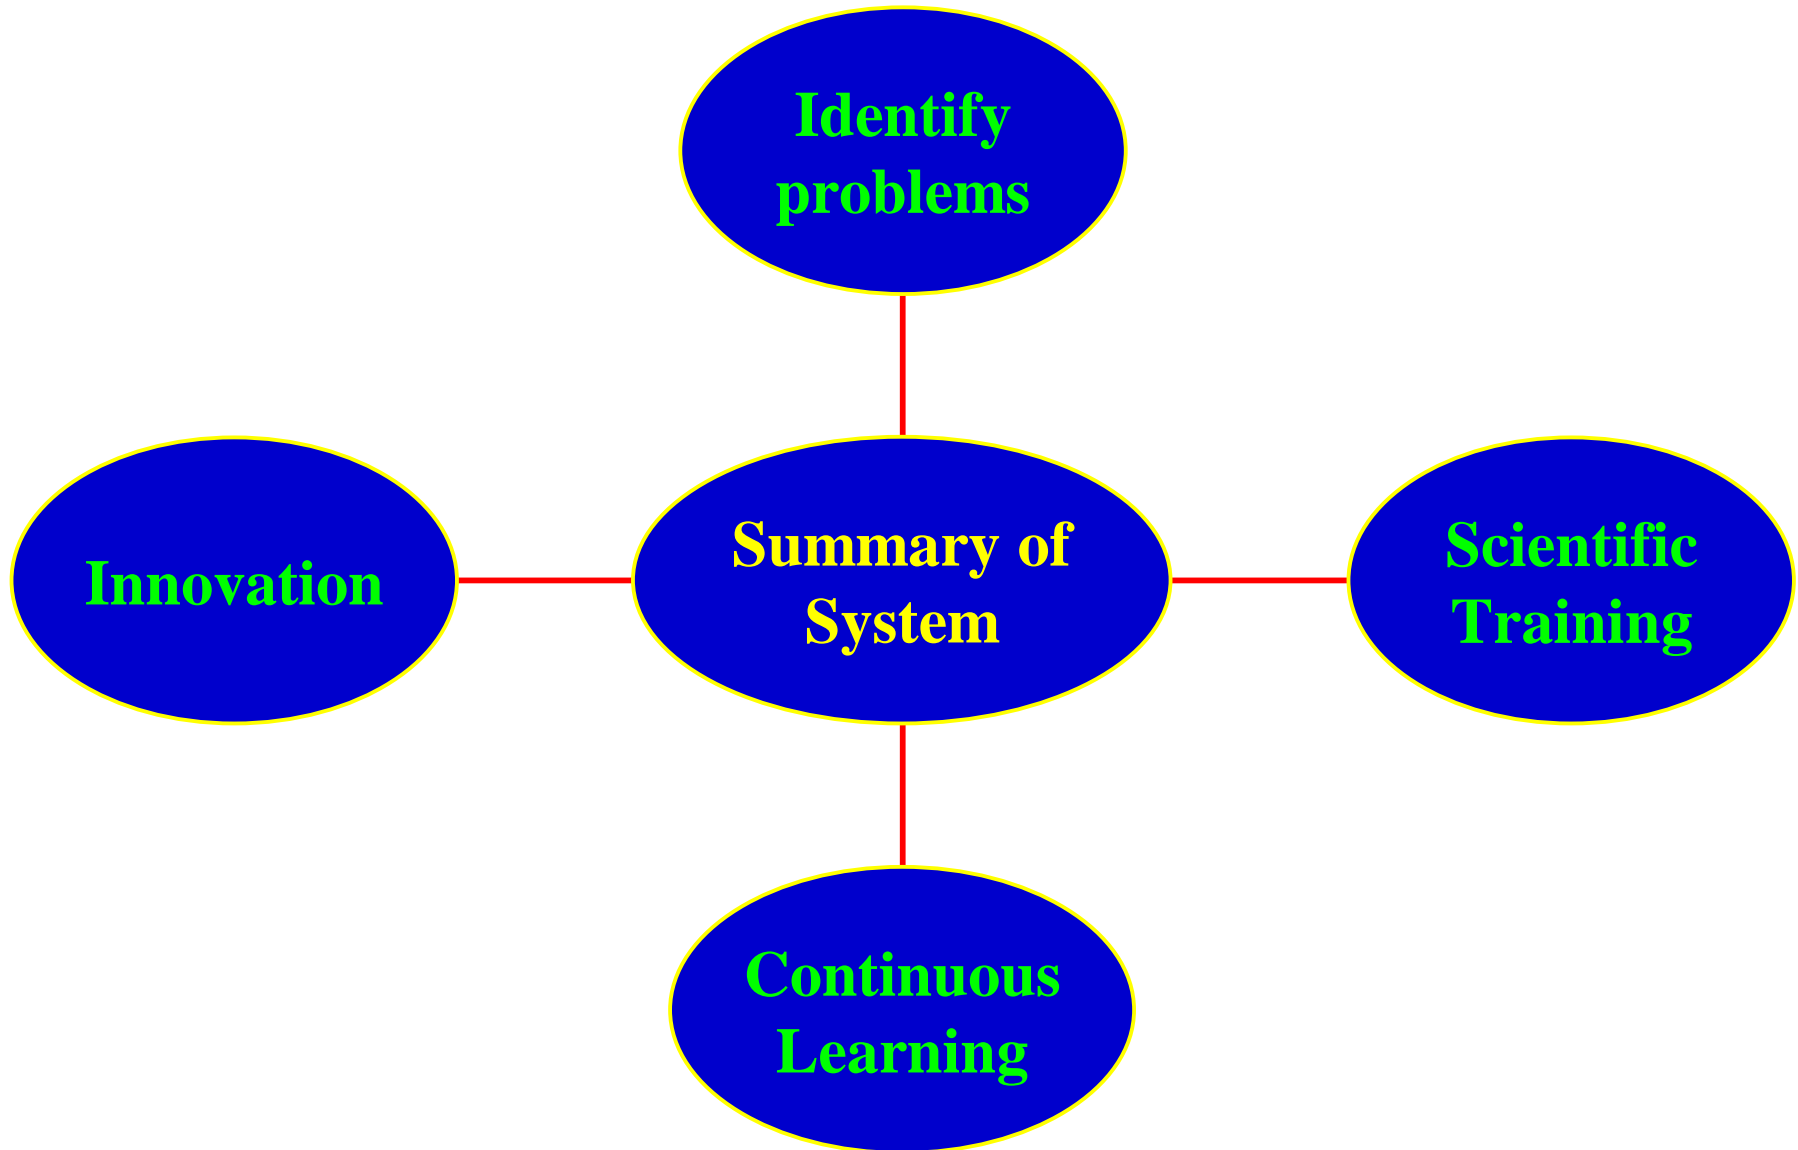 Identify
problems
Innovation
Summary of
System
Scientific
Training
Continuous
Learning